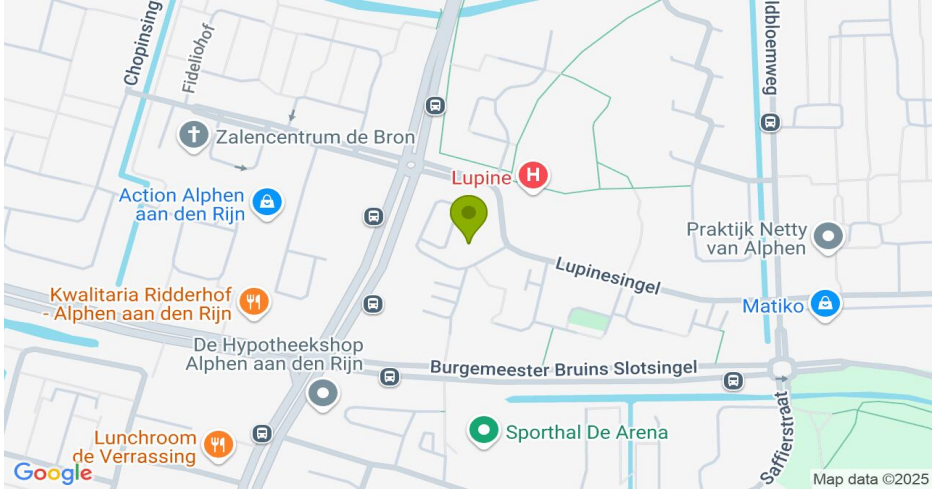 Chopinsing
Fideliohof
ldbloemweg
Zalencentrum de Bron
Lupine
H
Action Alphen
aan den Rijn
Praktijk Netty
van Alphen
Lupinesingel
Kwalitaria Ridderhof
- Alphen aan den Rijn
Matiko
De Hypotheekshop
Alphen aan den Rijn
Burgemeester Bruins Slotsingel
Saffierstraat
Lunchroom
de Verrassing
Sporthal De Arena
Google
Map data ©2025